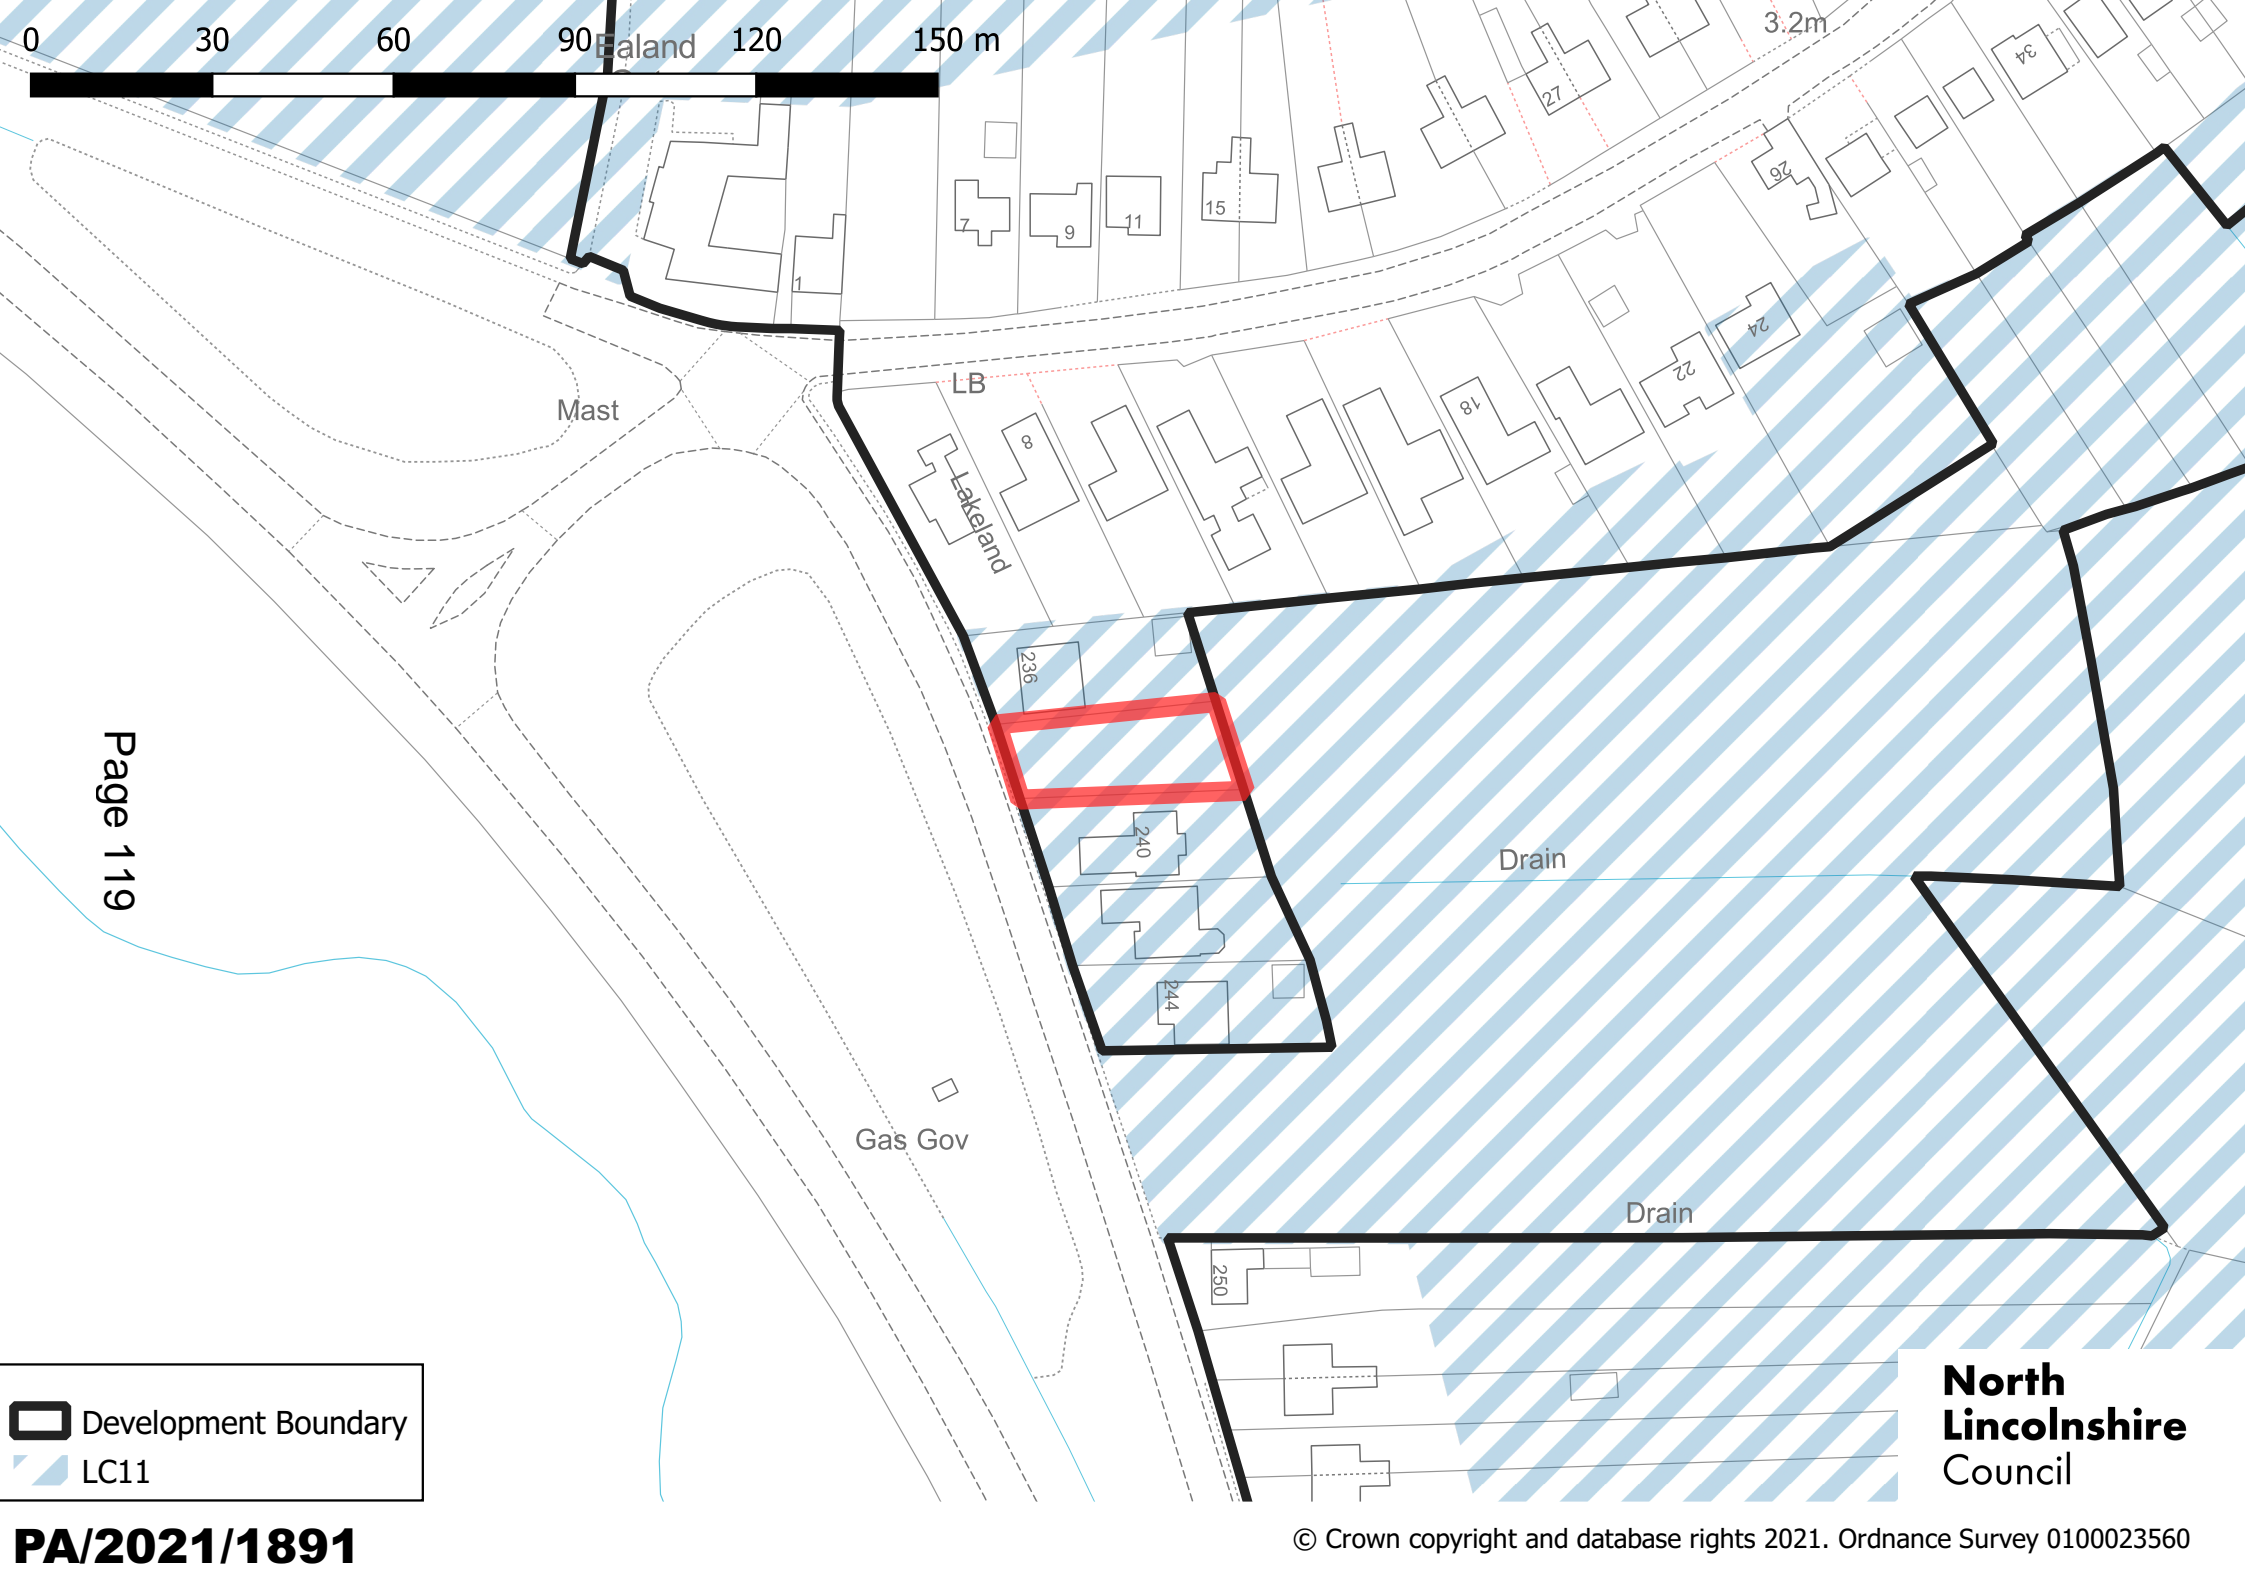 0 30 60 90 120 150 m
Ealand
3.2m
34
27
26
7
9
11
15
1
LB
Mast
8
Lakeland
18
22
24
236
240
244
250
Drain
Drain
Gas Gov
Page 119
Development Boundary
LC11
North
Lincolnshire
Council
PA/2021/1891
© Crown copyright and database rights 2021. Ordnance Survey 0100023560